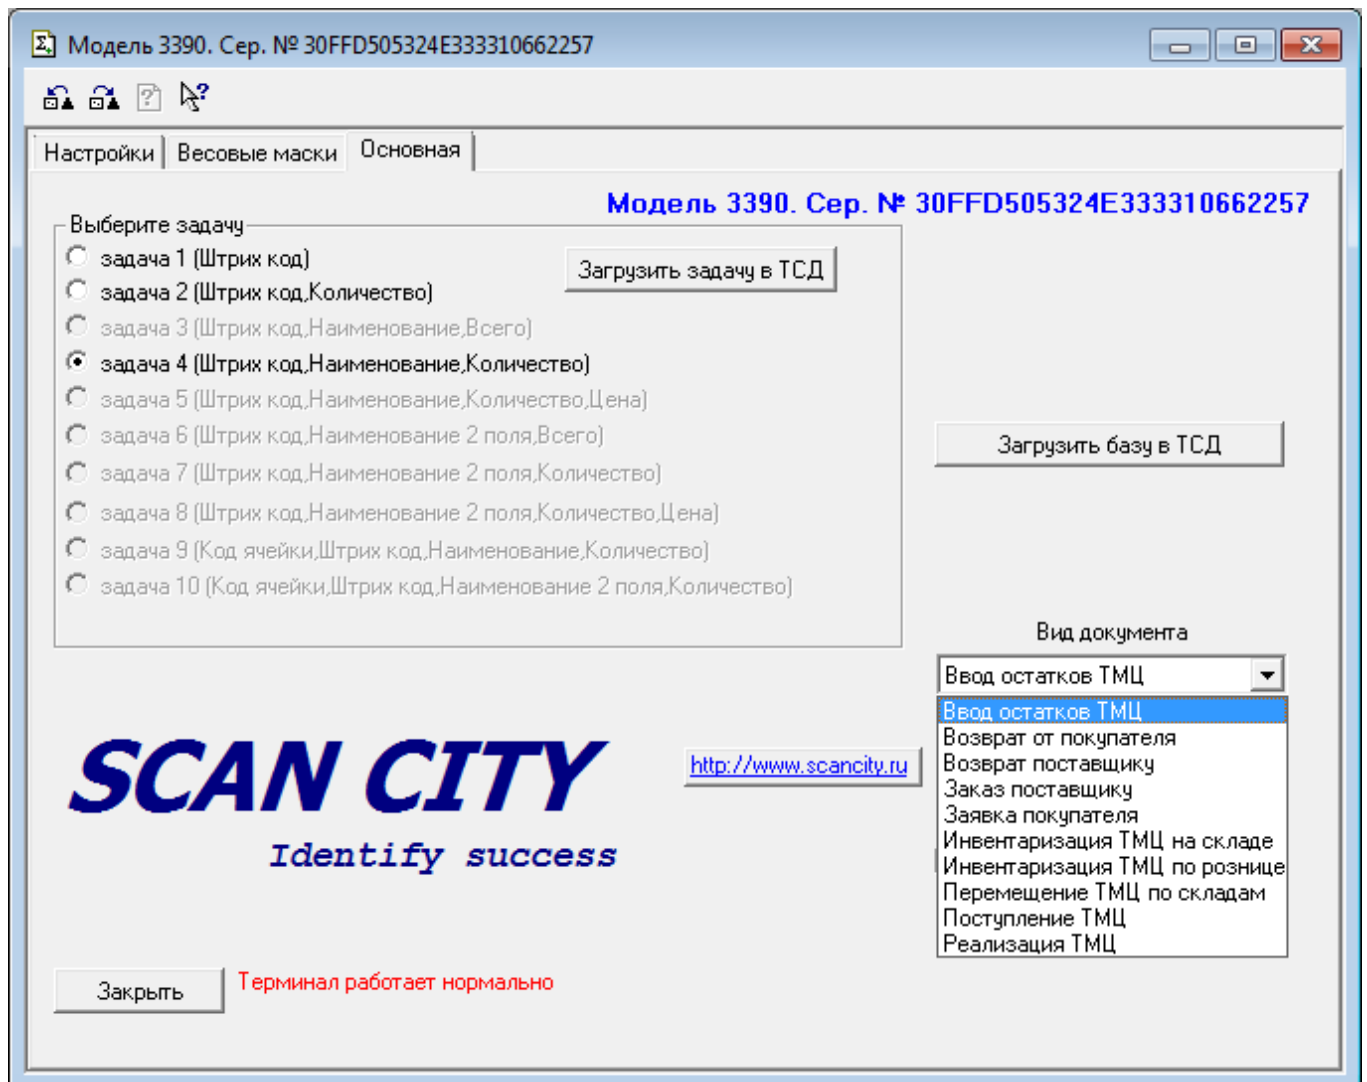 Модель 3390. Сер. № 30FFD505324E333310662257
Настройки Весовые маски Основная
Модель 3390. Сер. № 30FFD505324E333310662257
Выберите задачу
задача 1 (Штрих код)
Загрузить задачу в ТСД
задача 2 (Штрих код,Количество)
задача 3 (Штрих код,Наименование,Всего)
задача 4 (Штрих код,Наименование,Количество)
задача 5 (Штрих код,Наименование,Количество,Цена)
задача 6 (Штрих код,Наименование 2 поля,Всего)
задача 7 (Штрих код,Наименование 2 поля,Количество)
задача 8 (Штрих код,Наименование 2 поля,Количество,Цена)
задача 9 (Код ячейки,Штрих код,Наименование,Количество)
задача 10 (Код ячейки,Штрих код,Наименование 2 поля,Количество)
Загрузить базу в ТСД
Вид документа
Ввод остатков ТМЦ
Ввод остатков ТМЦ
Возврат от покупателя
Возврат поставщику
Заказ поставщику
Заявка покупателя
Инвентаризация ТМЦ на складе
Инвентаризация ТМЦ по рознице
Перемещение ТМЦ по складам
Поступление ТМЦ
Реализация ТМЦ
SCAN CITY
Identify success
http://www.scancity.ru
Закрыть
Терминал работает нормально